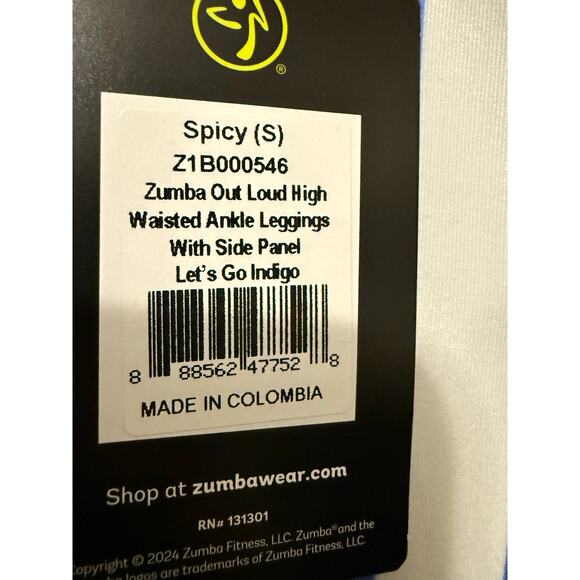 ®
Spicy (S)
Z1B000546
Zumba Out Loud High
Waisted Ankle Leggings
With Side Panel
Let's Go Indigo
8 88562 47752 8
MADE IN COLOMBIA
Shop at zumbawear.com
RN# 131301
opyright © 2024 Zumba Fitness, LLC. Zumba® and the
logos are trademarks of Zumba Fitness, LLC.